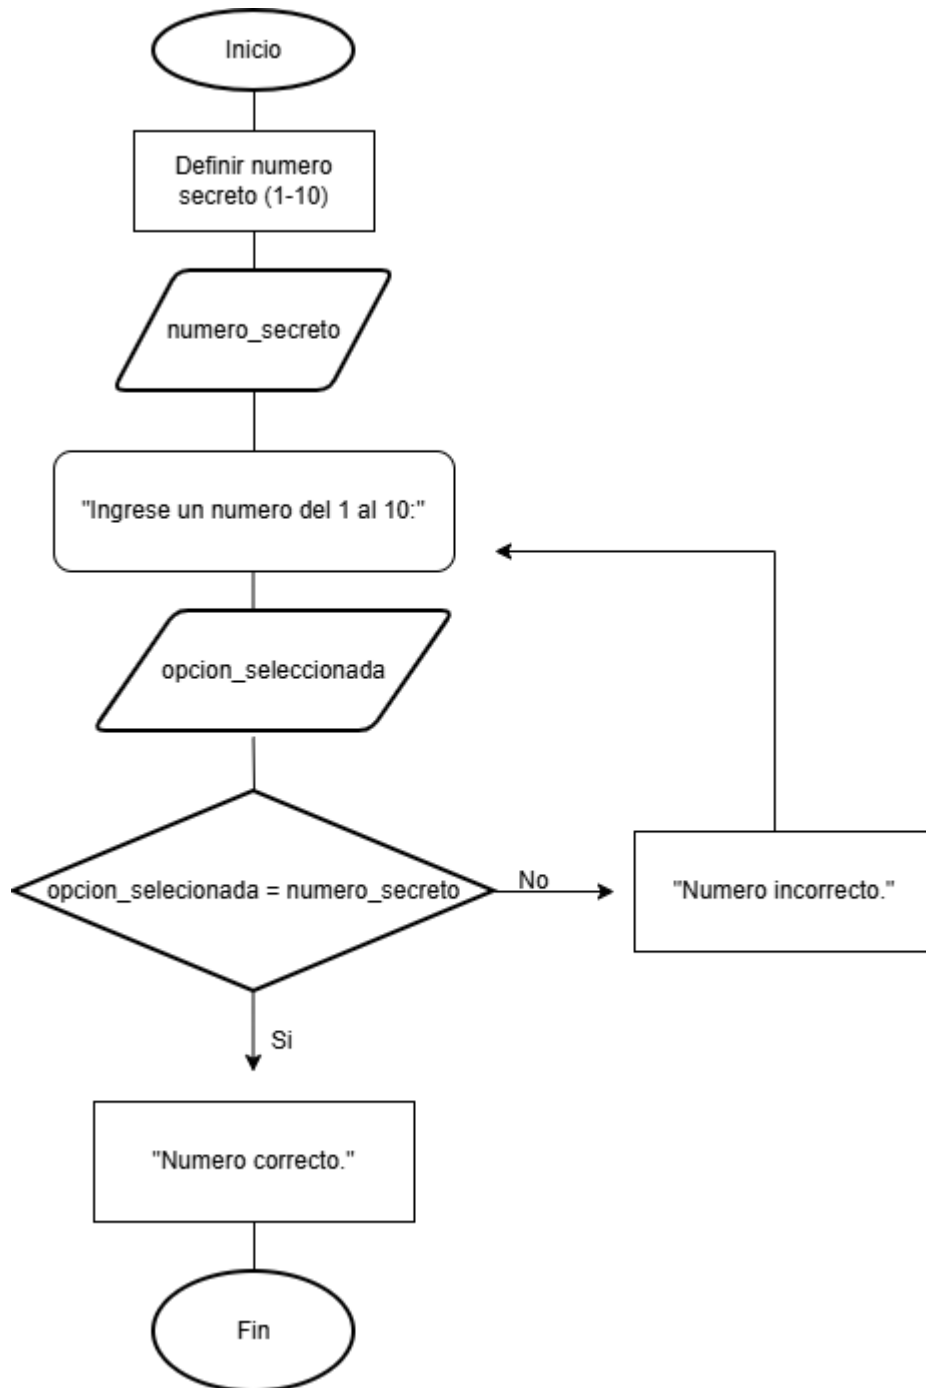 Inicio
Definir numero
secreto (1-10)
numero_secreto
"Ingrese un numero del 1 al 10:"
opcion_seleccionada
opcion_selecionada = numero_secreto
No
"Numero incorrecto."
Si
"Numero correcto."
Fin